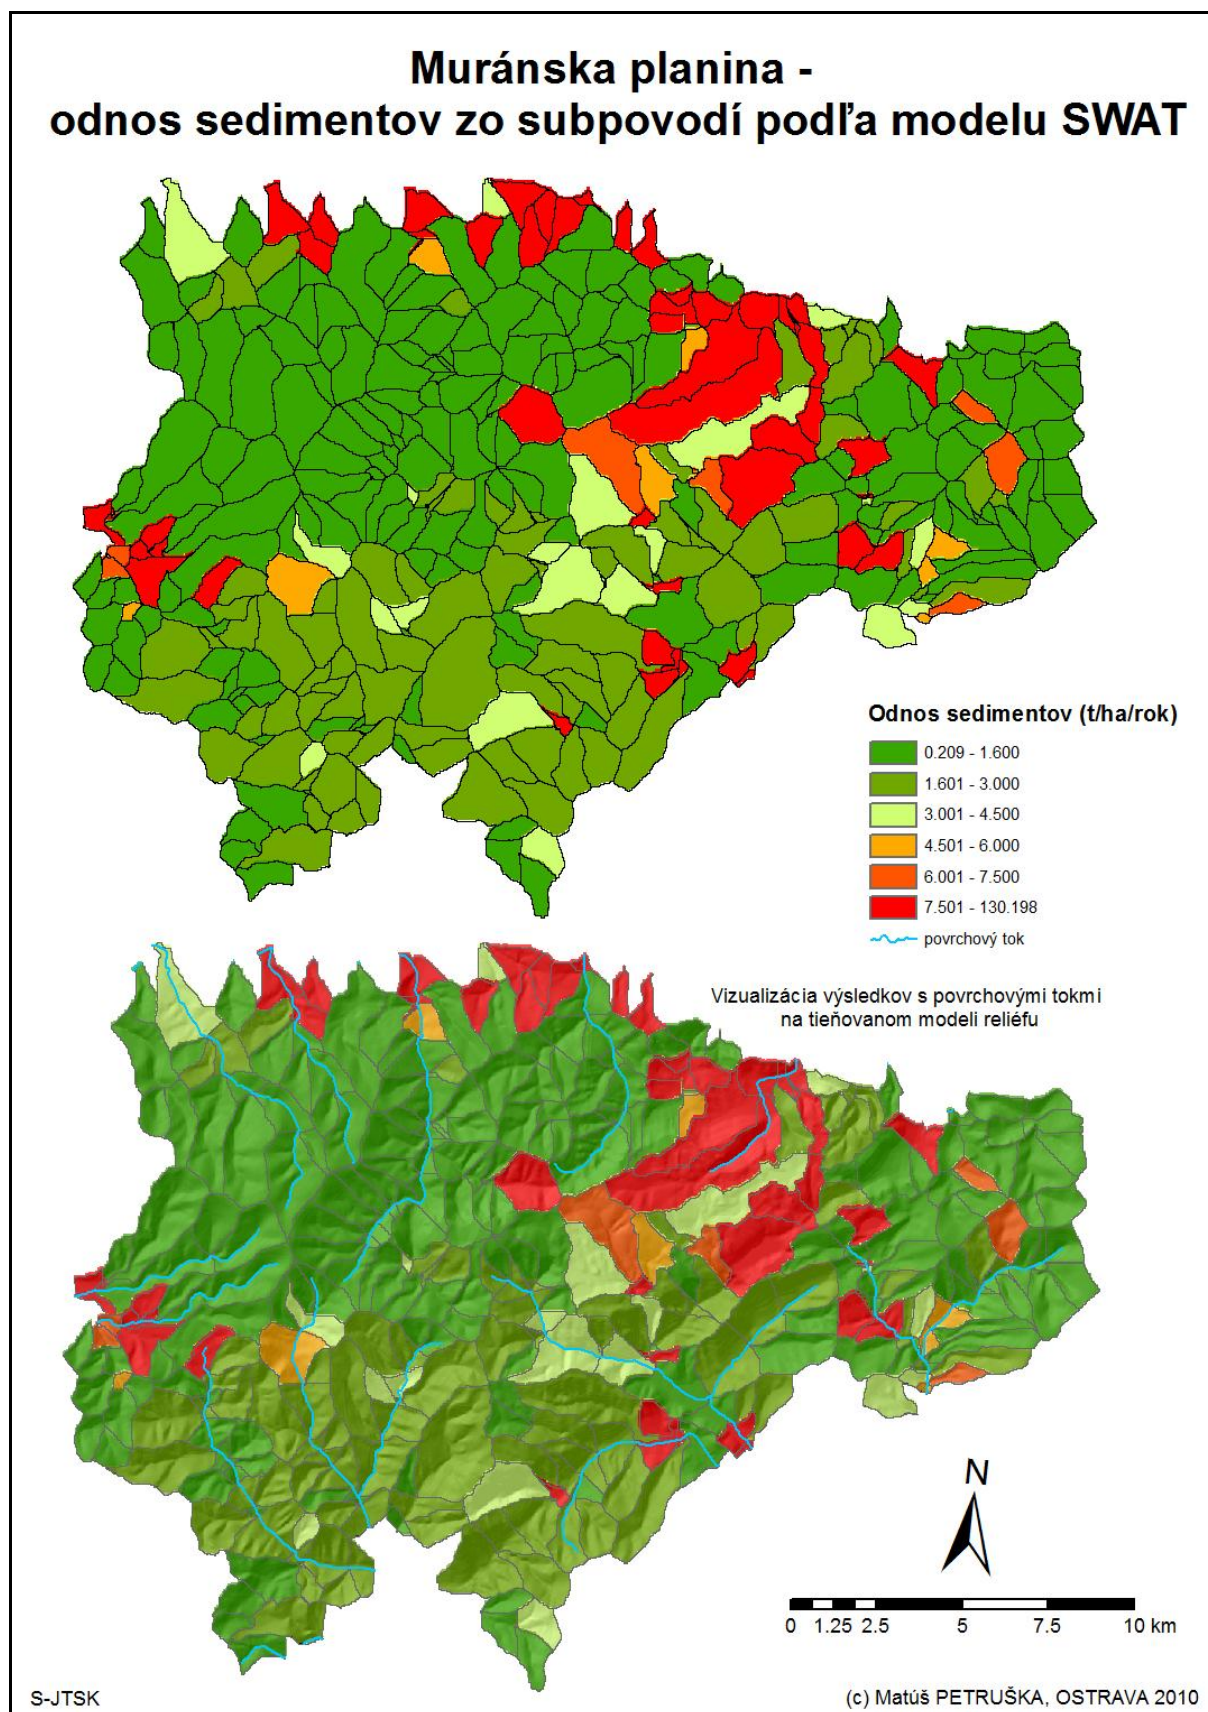 Muránska planina -
odnos sedimentov zo subpovodí podľa modelu SWAT
Odnos sedimentov (t/ha/rok)
0.209 - 1.600
1.601 - 3.000
3.001 - 4.500
4.501 - 6.000
6.001 - 7.500
7.501 - 130.198
povrchový tok
Vizualizácia výsledkov s povrchovými tokmi
na tieňovanom modeli reliéfu
N
0 1.25 2.5 5 7.5 10 km
S-JTSK
(c) Matúš PETRUŠKA, OSTRAVA 2010